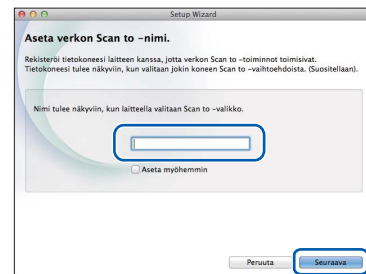 Setup Wizard
Aseta verkon Scan to –nimi.
Rekisteröi tietokoneesi laitteen kanssa, jotta verkon Scan to –toiminnot toimisivat.
Tietokoneesi tulee näkyviin, kun valitaan jokin koneen Scan to –vaihtoehdoista. (Suositellaan).
Nimi tulee näkyviin, kun laitteella valitaan Scan to –valikko.
Aseta myöhemmin
Peruuta
Seuraava